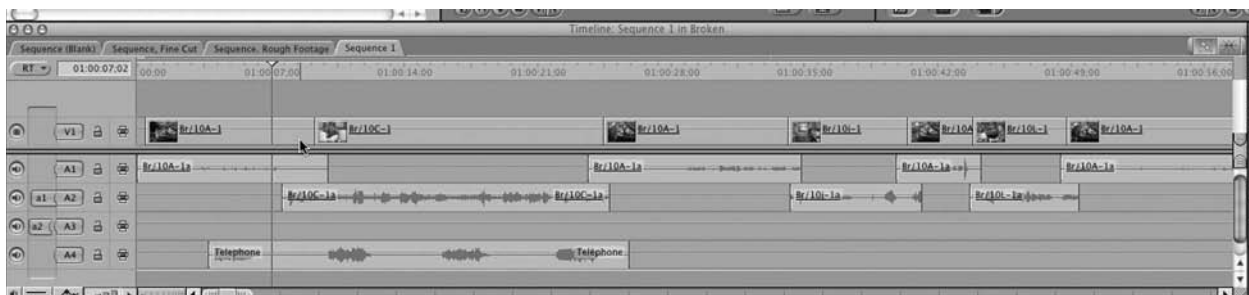 Timeline: Sequence 1 in Broken
Sequence (Blank) Sequence, Fine Cut Sequence, Rough Footage Sequence 1
RT 01:00:07;02 00:00 01:00:07;00 01:00:14;00 01:00:21;00 01:00:28;00 01:00:35;00 01:00:42;00 01:00:49;00 01:00:56;00
V1 Br/10A-1 Br/10C-1 Br/10A-1 Br/10i-1 Br/10A Br/10L-1 Br/10A-1
A1 Br/10A-1a Br/10A-1a Br/10A-1a Br/10A-1a
a1 A2 Br/10C-1a Br/10C-1a Br/10i-1a Br/10L-1a
a2 A3
A4 Telephone Telephone